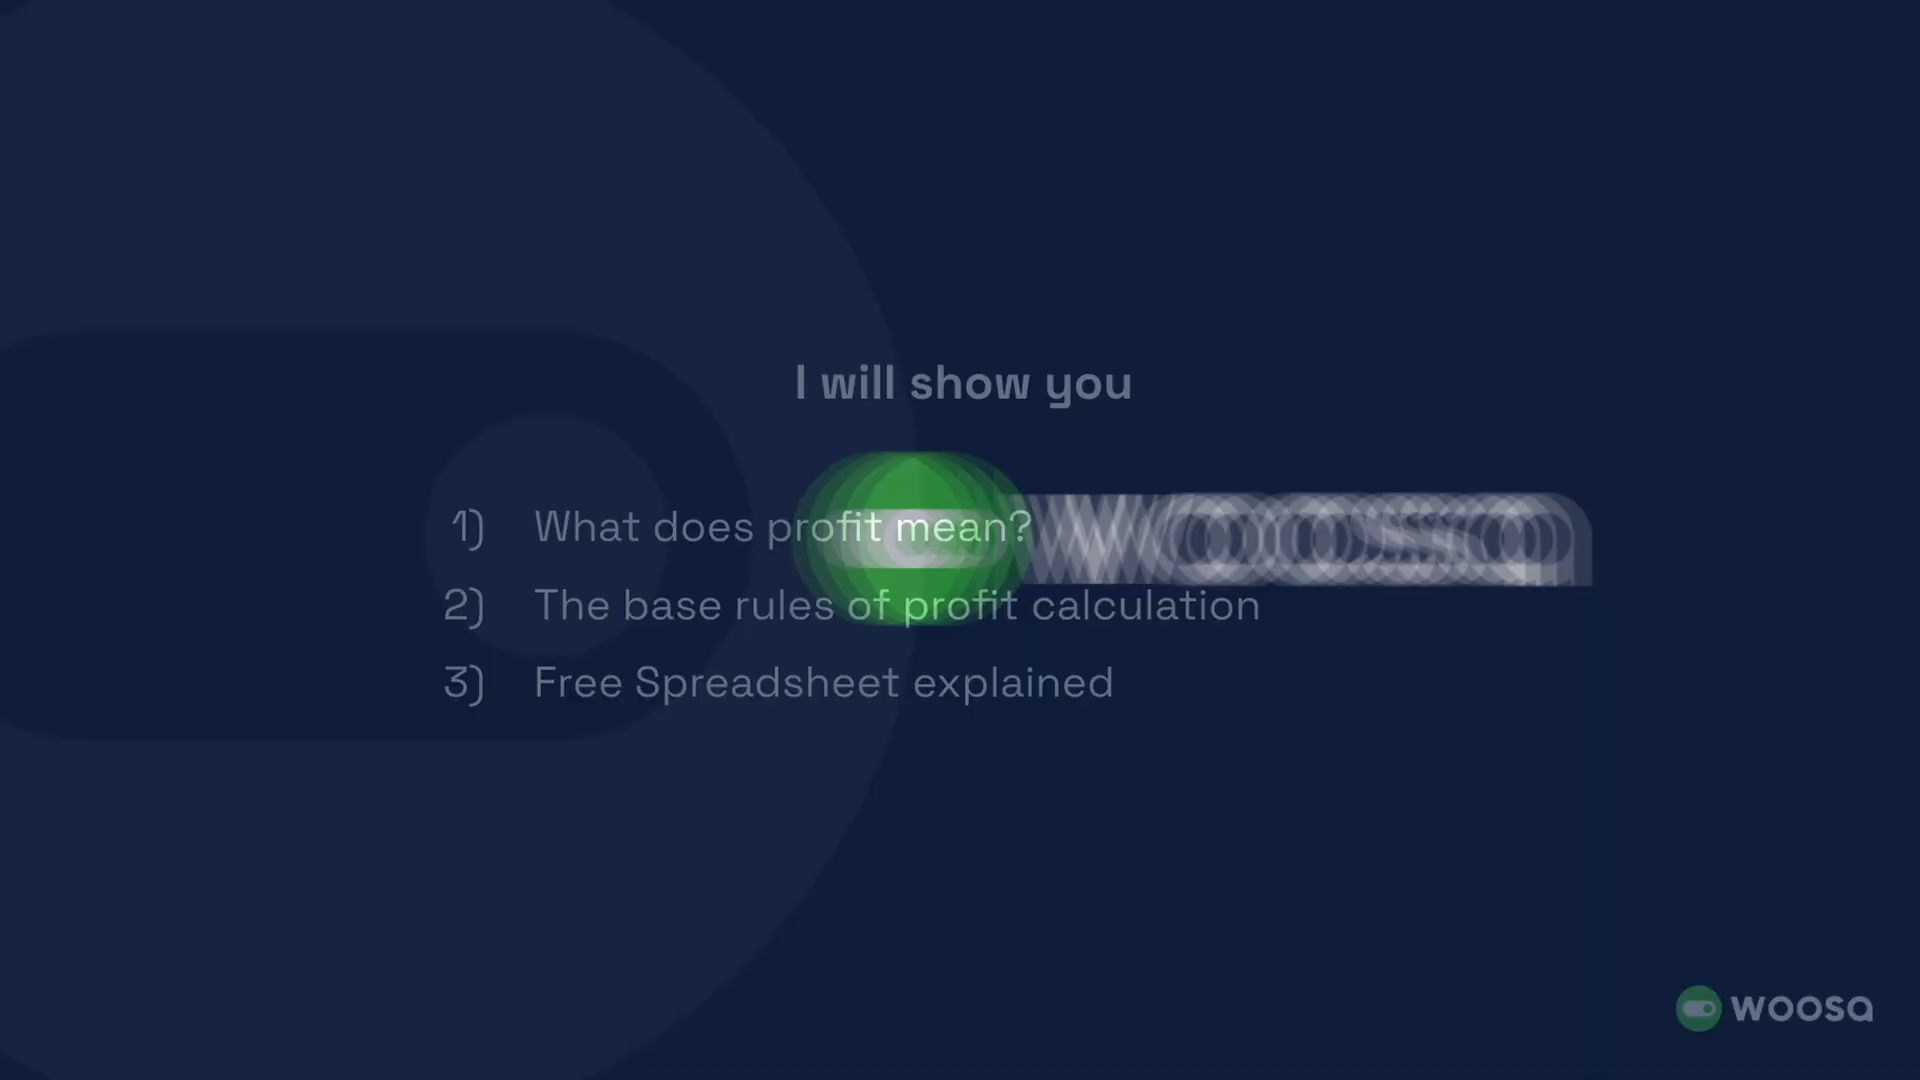 I will show you
1) What does profit mean?
woosa
2) The base rules of profit calculation
3) Free Spreadsheet explained
woosa